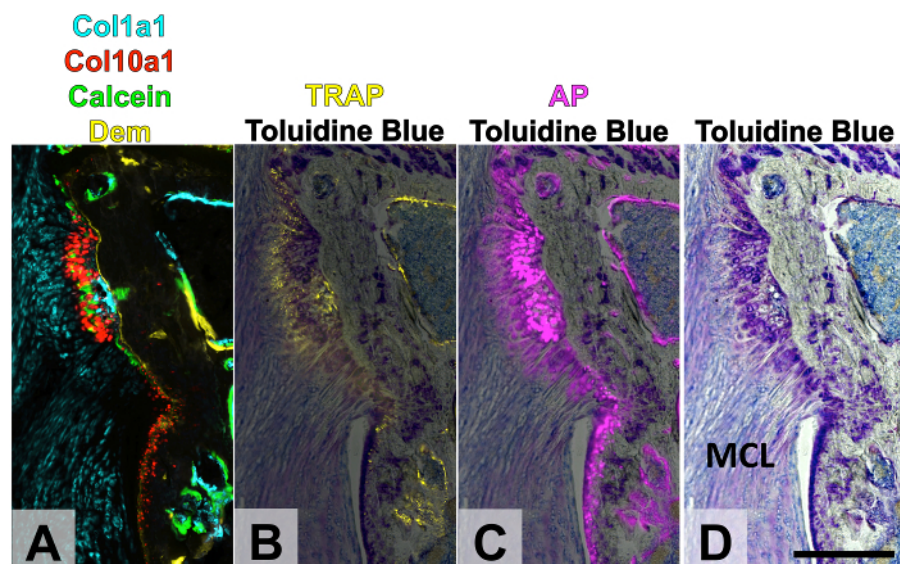 Col1a1
Col10a1
Calcein
Dem
TRAP
Toluidine Blue
AP
Toluidine Blue
Toluidine Blue
MCL
A
B
C
D